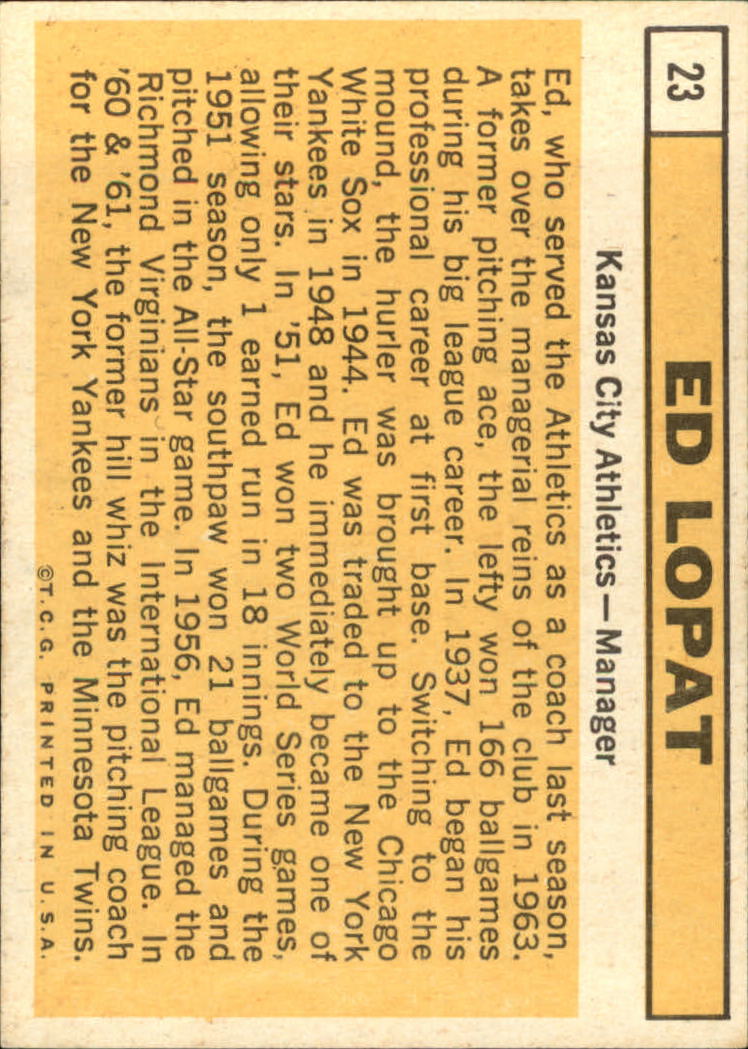 23
ED LOPAT
Kansas City Athletics—Manager
Ed, who served the Athletics as a coach last season,
takes over the managerial reins of the club in 1963.
A former pitching ace, the lefty won 166 ballgames
during his big league career. In 1937, Ed began his
professional career at first base. Switching to the
mound, the hurler was brought up to the Chicago
White Sox in 1944. Ed was traded to the New York
Yankees in 1948 and he immediately became one of
their stars. In '51, Ed won two World Series games,
allowing only 1 earned run in 18 innings. During the
1951 season, the southpaw won 21 ballgames and
pitched in the All-Star game. In 1956, Ed managed the
Richmond Virginians in the International League. In
'60 & '61, the former hill whiz was the pitching coach
for the New York Yankees and the Minnesota Twins.
©T.C.G. PRINTED IN U.S.A.